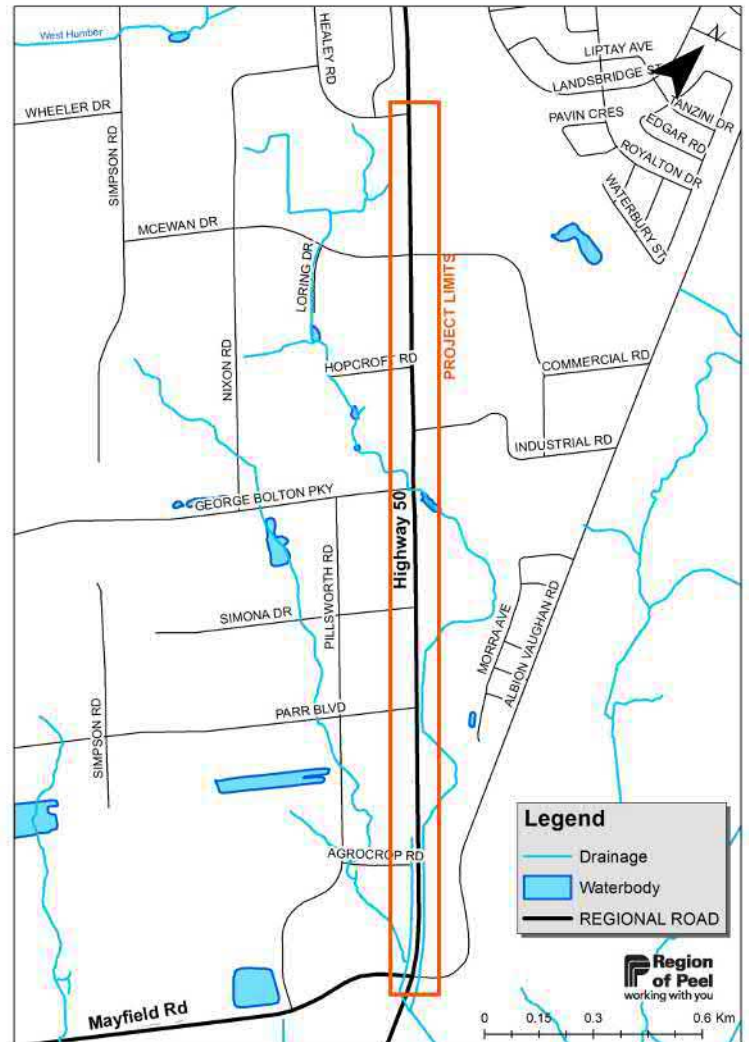 West Humber
HEALEY RD
LIPTAY AVE
N
LANDSBRIDGE ST
WHEELER DR
SIMPSON RD
PAVIN CRES
TANZINI DR
EDGAR RD
ROYALTON DR
WATERBURY ST
MCEWAN DR
LORING DR
PROJECT LIMITS
NIXON RD
HOPCROFT RD
COMMERCIAL RD
INDUSTRIAL RD
GEORGE BOLTON PKY
Highway 50
PILLSWORTH RD
SIMONA DR
MORRA AVE
ALBION VAUGHAN RD
SIMPSON RD
PARR BLVD
AGROCROP RD
Legend
Drainage
Waterbody
REGIONAL ROAD
Region
of Peel
working with you
Mayfield Rd
0 0.15 0.3 0.6 Km